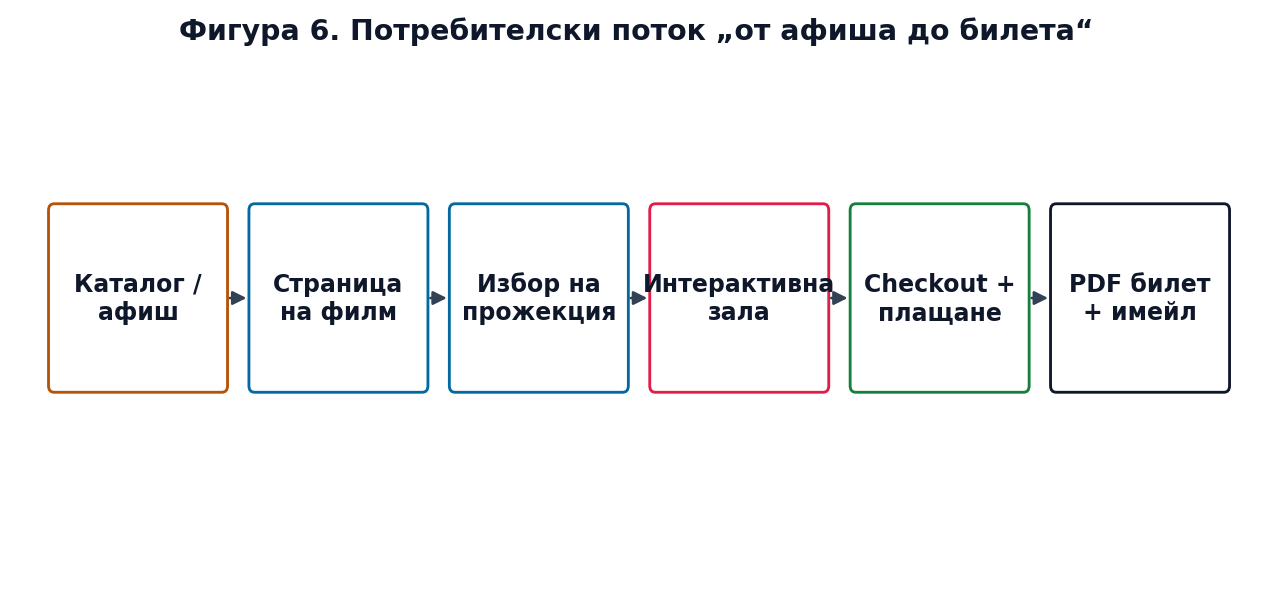 Фигура 6. Потребителски поток „от афиша до билета“
Каталог /
афиш
Страница
на филм
Избор на
прожекция
Интерактивна
зала
Checkout +
плащане
PDF билет
+ имейл